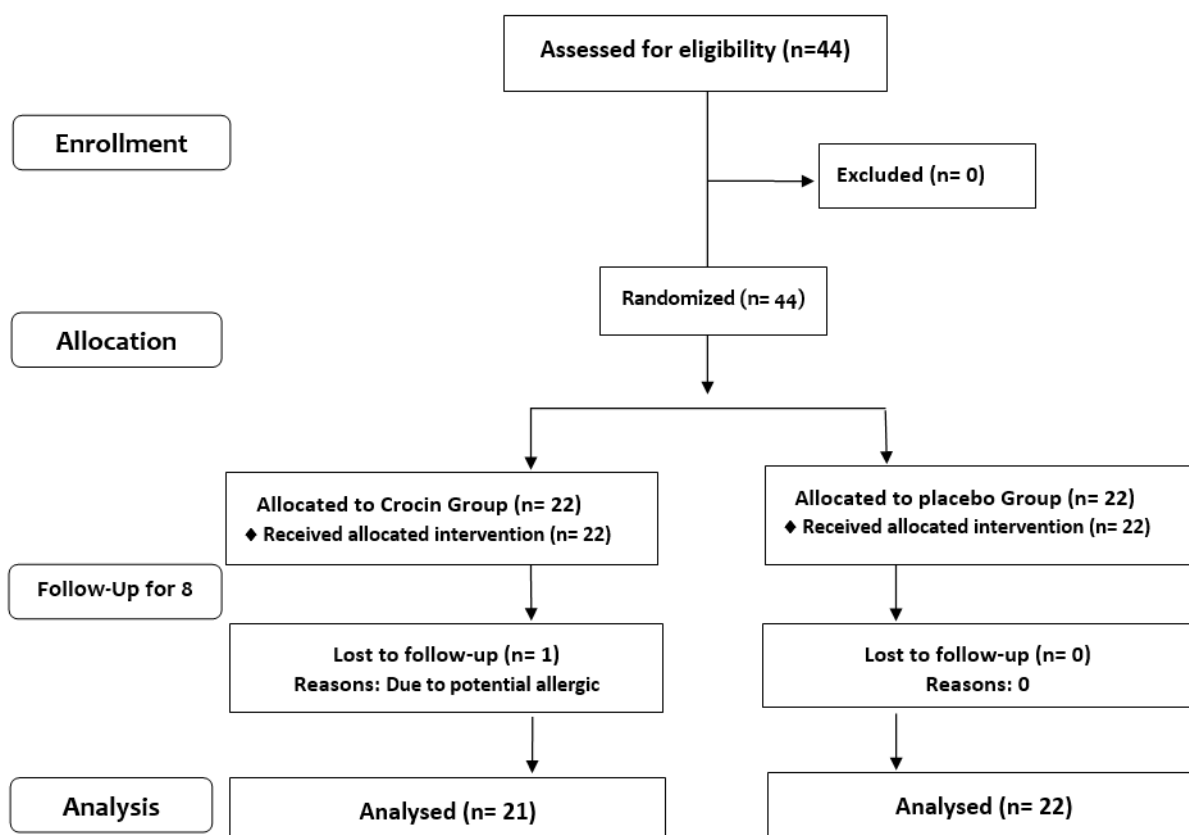 Assessed for eligibility (n=44)
Enrollment
Excluded (n= 0)
Randomized (n= 44)
Allocation
Allocated to Crocin Group (n= 22)
♦ Received allocated intervention (n= 22)
Allocated to placebo Group (n= 22)
♦ Received allocated intervention (n= 22)
Follow-Up for 8
Lost to follow-up (n= 1)
Reasons: Due to potential allergic
Lost to follow-up (n= 0)
Reasons: 0
Analysis
Analysed (n= 21)
Analysed (n= 22)